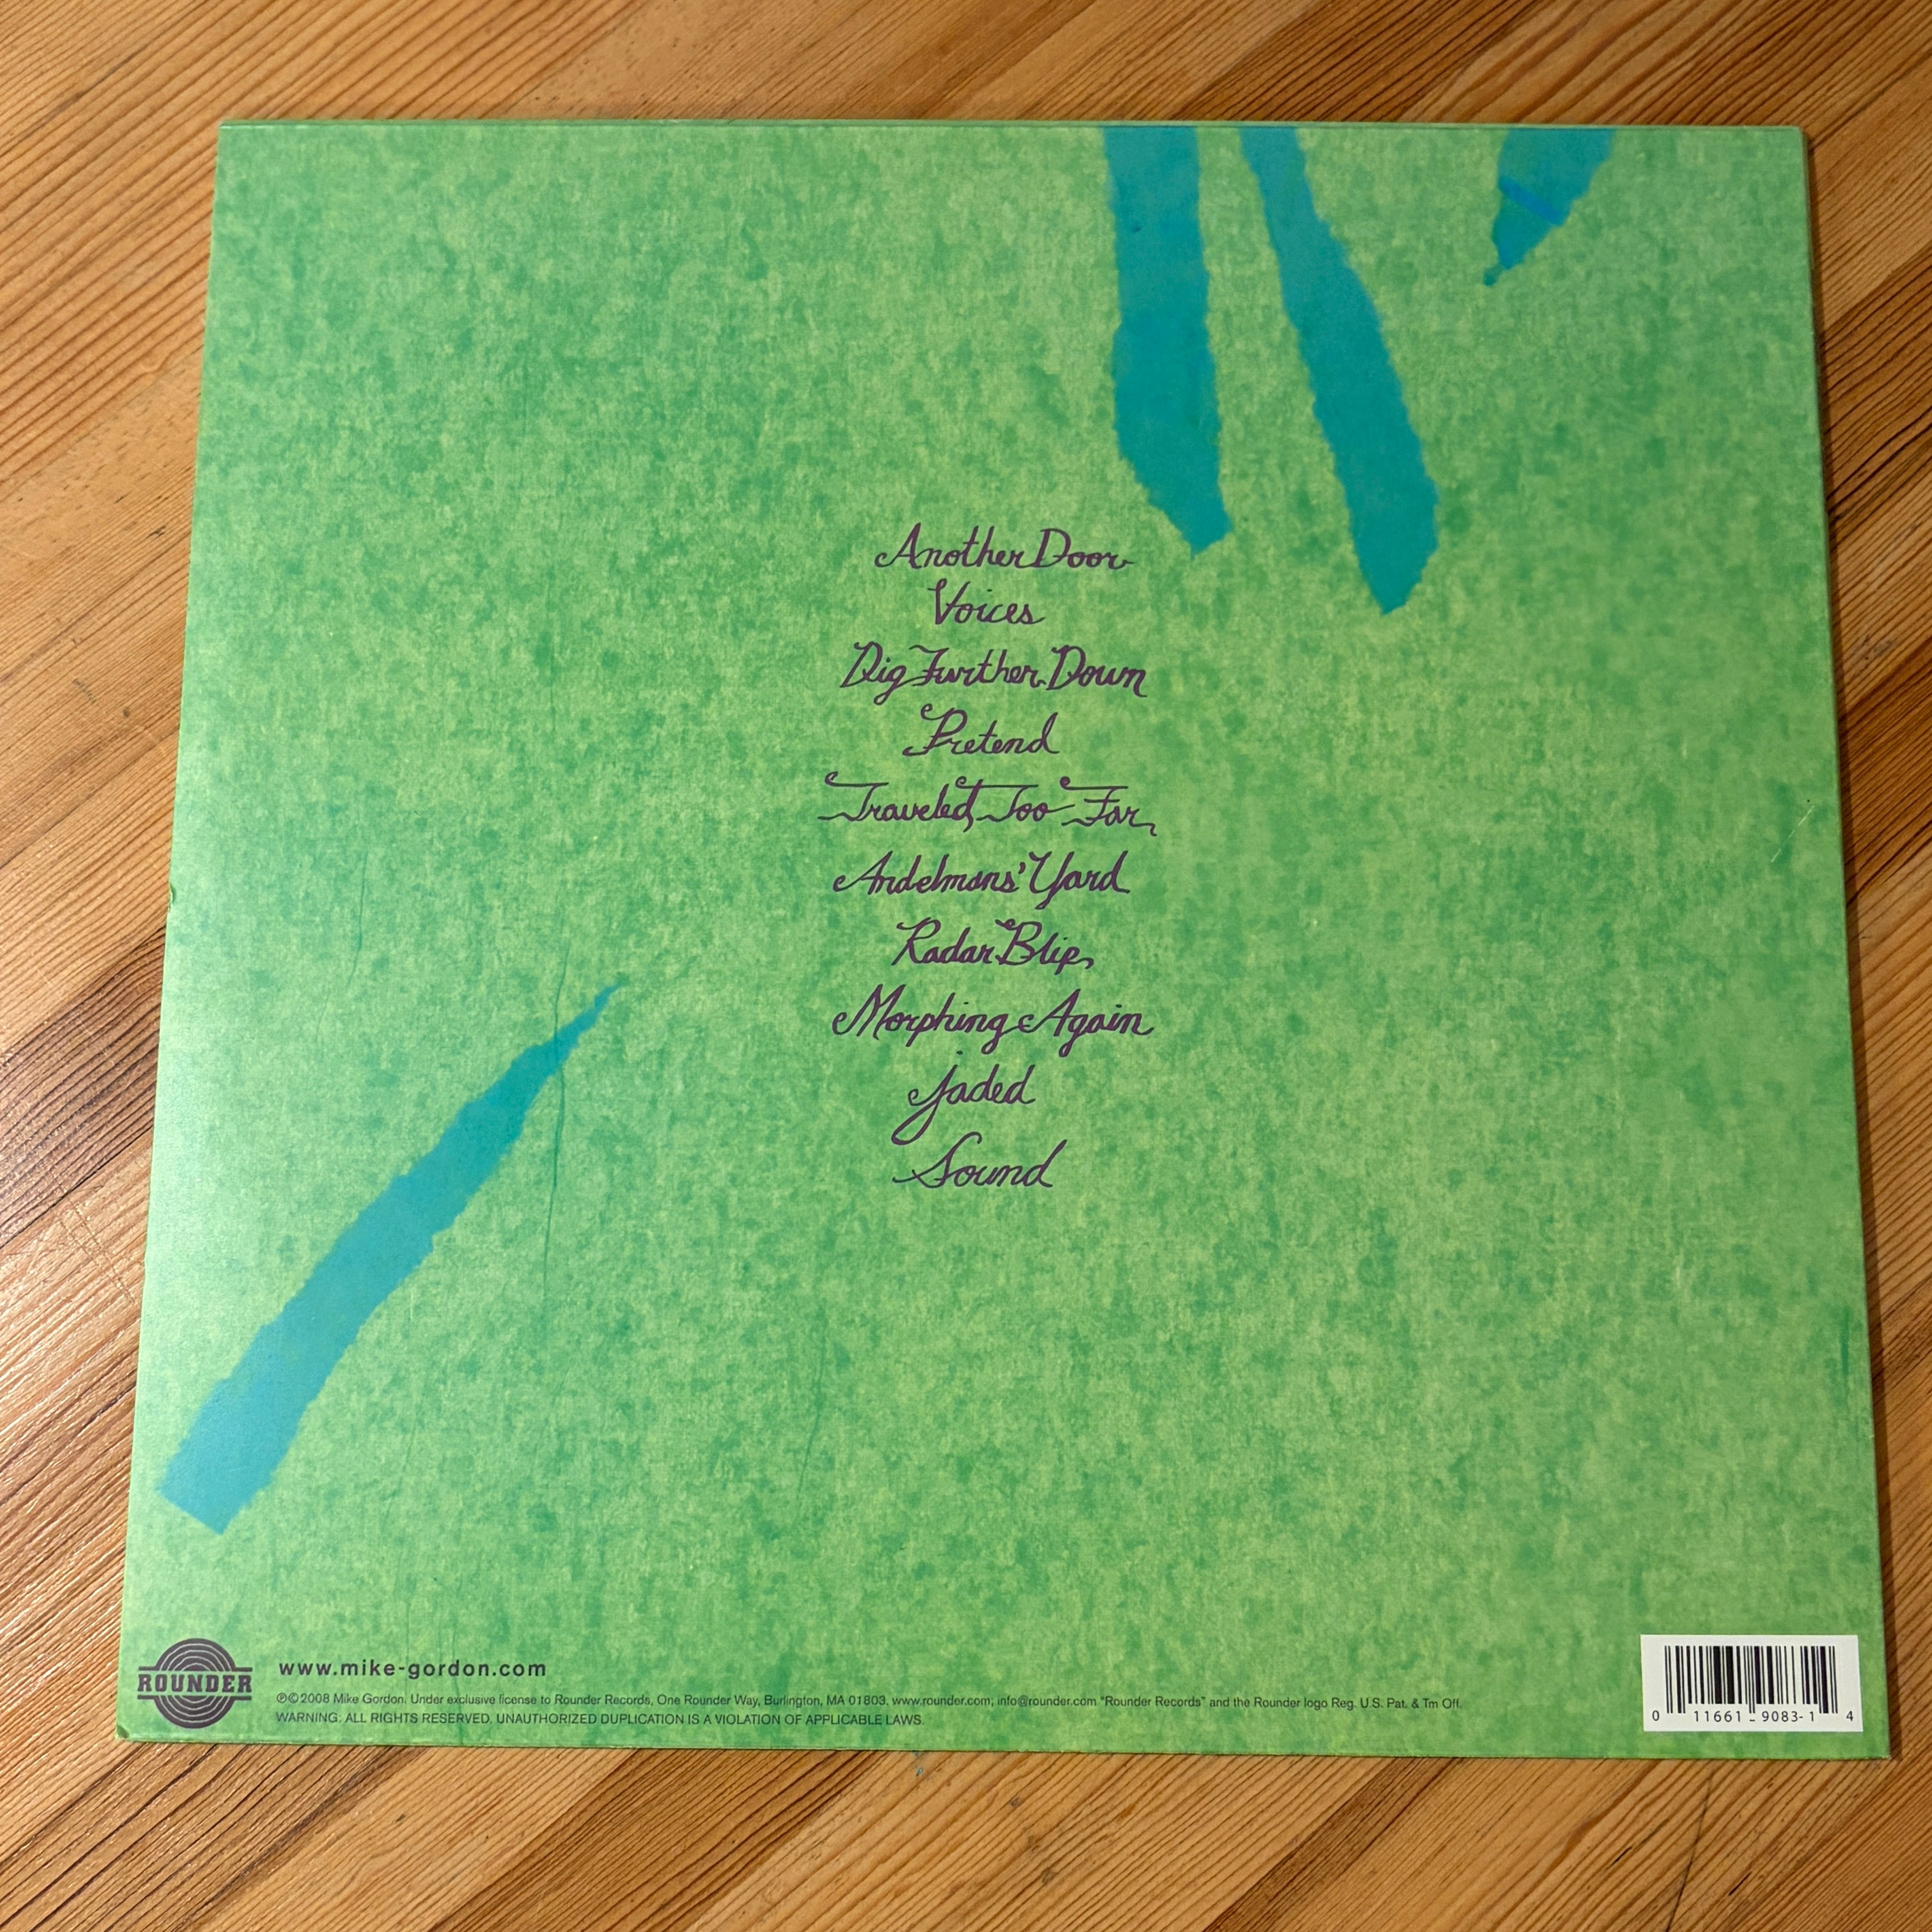 Another Door
Voices
Dig Further Down
Pretend
Traveled Too Far
Andelmans' Yard
Radar Blip
Morphing Again
Jaded
Sound
ROUNDER
www.mike-gordon.com
℗©2008 Mike Gordon. Under exclusive license to Rounder Records, One Rounder Way, Burlington, MA 01803. www.rounder.com; info@rounder.com "Rounder Records" and the Rounder logo Reg. U.S. Pat. & Tm Off.
WARNING: ALL RIGHTS RESERVED. UNAUTHORIZED DUPLICATION IS A VIOLATION OF APPLICABLE LAWS.
0 11661-9083-1 4